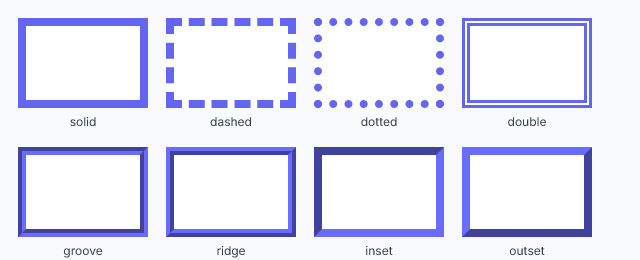 solid
dashed
dotted
double
groove
ridge
inset
outset